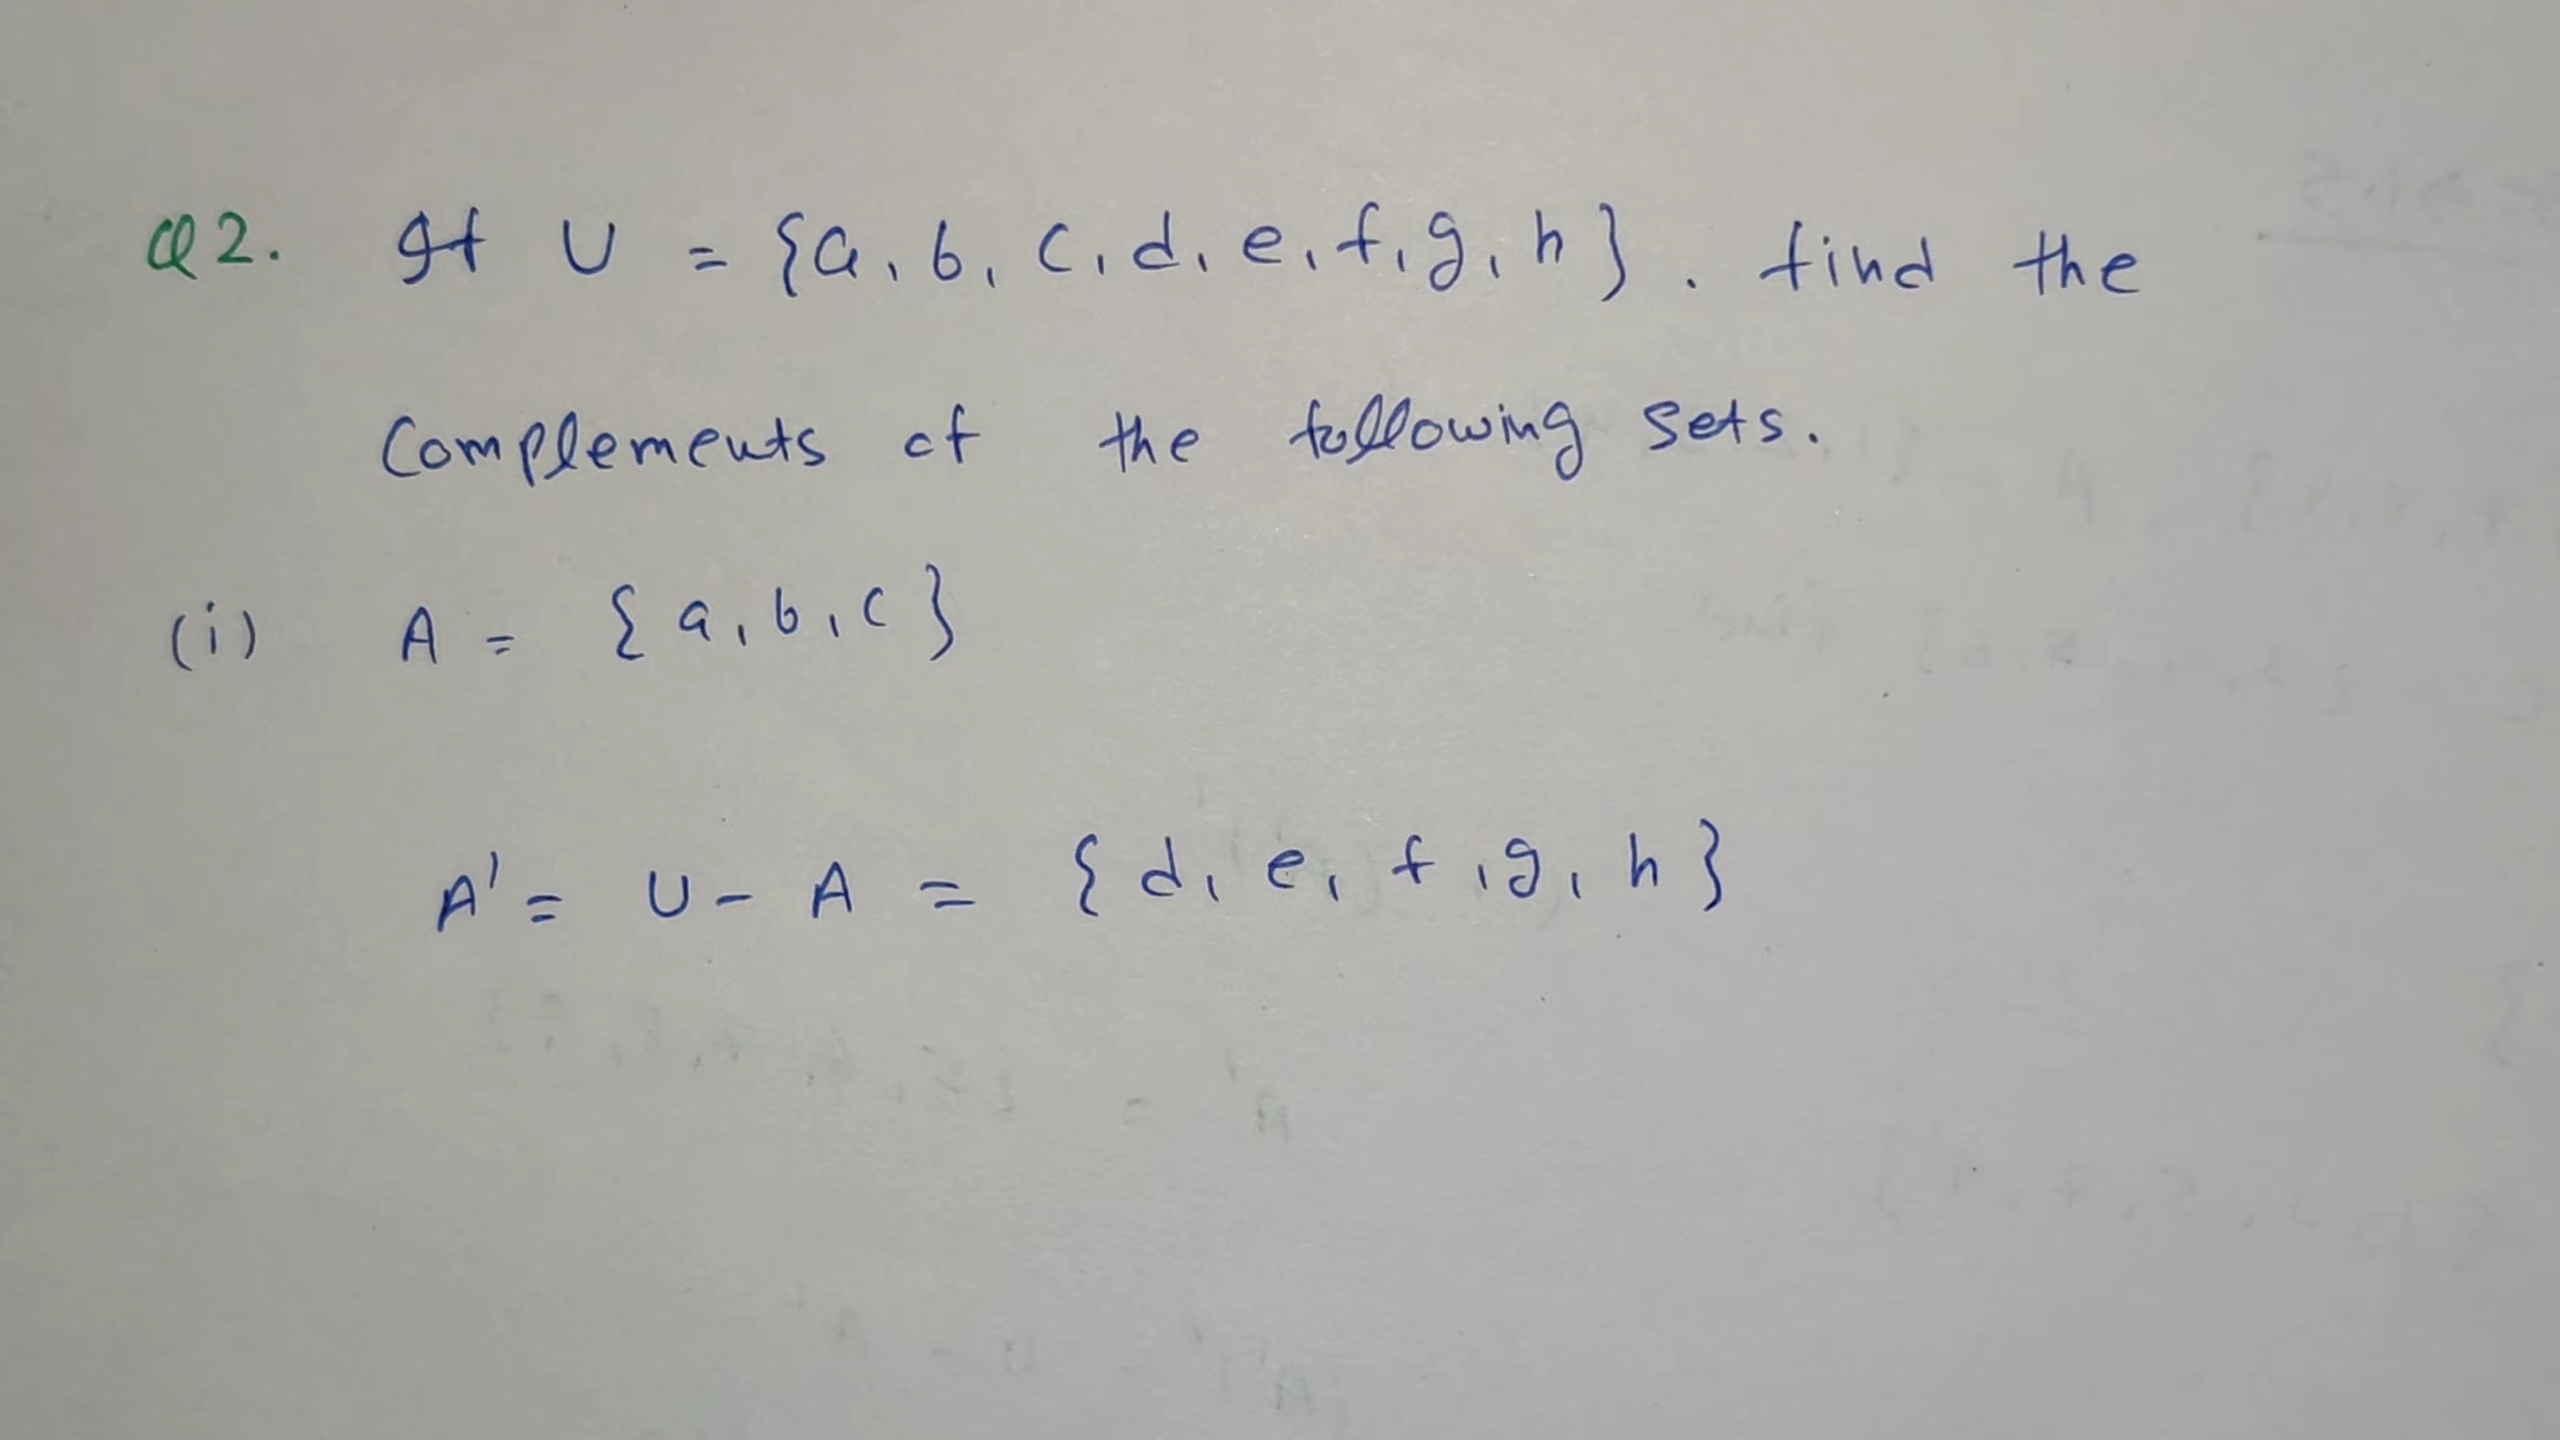 Q2. If U = {a, b, c, d, e, f, g, h}. find the
Complements of the following sets.
(i) A = {a, b, c}
A' = U - A = {d, e, f, g, h}